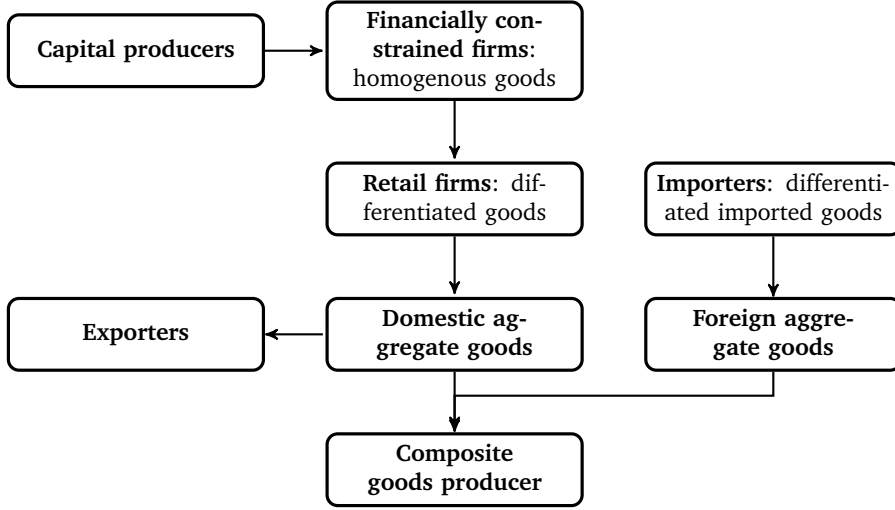 Capital producers
Financially con-
strained firms:
homogenous goods
Retail firms: dif-
ferentiated goods
Importers: differenti-
ated imported goods
Exporters
Domestic ag-
gregate goods
Foreign aggre-
gate goods
Composite
goods producer